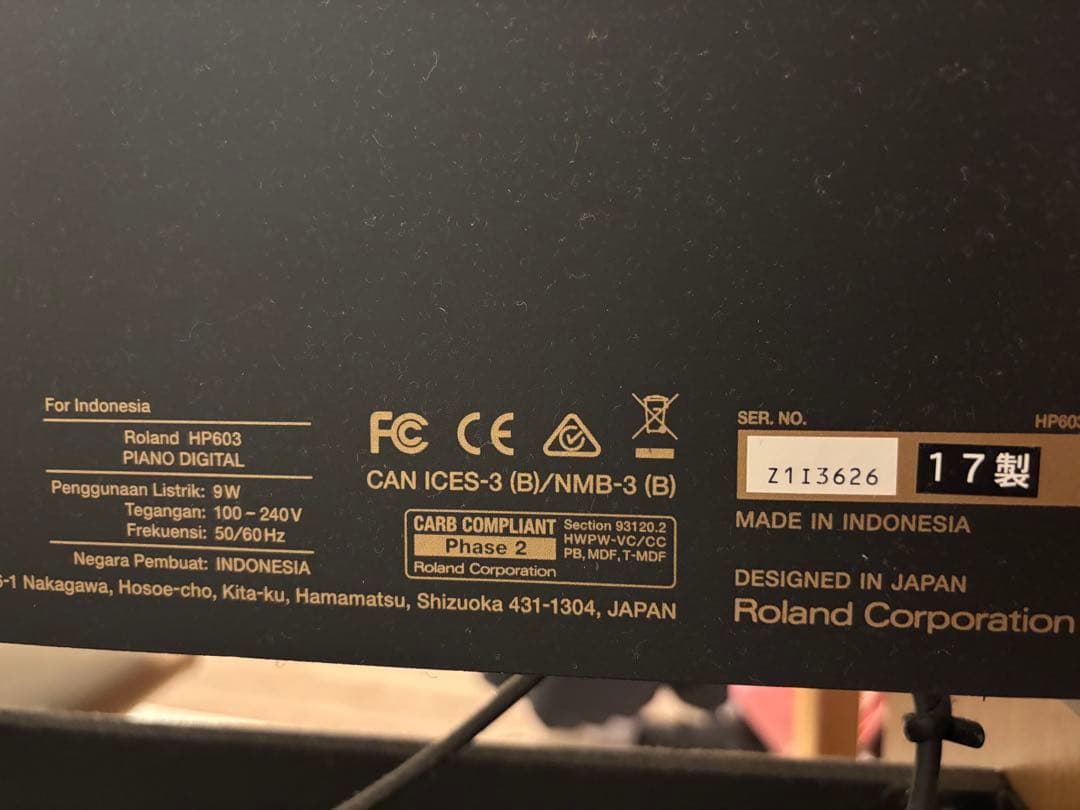 For Indonesia
Roland HP603
PIANO DIGITAL
Penggunaan Listrik: 9W
Tegangan: 100-240V
Frekuensi: 50/60Hz
Negara Pembuat: INDONESIA
FC CE
CAN ICES-3 (B)/NMB-3 (B)
CARB COMPLIANT
Phase 2
Roland Corporation
Section 93120.2
HWPW-VC/CC
PB, MDF, T-MDF
-1 Nakagawa, Hosoe-cho, Kita-ku, Hamamatsu, Shizuoka 431-1304, JAPAN
SER. NO. HP603
Z1I3626 17製
MADE IN INDONESIA
DESIGNED IN JAPAN
Roland Corporation